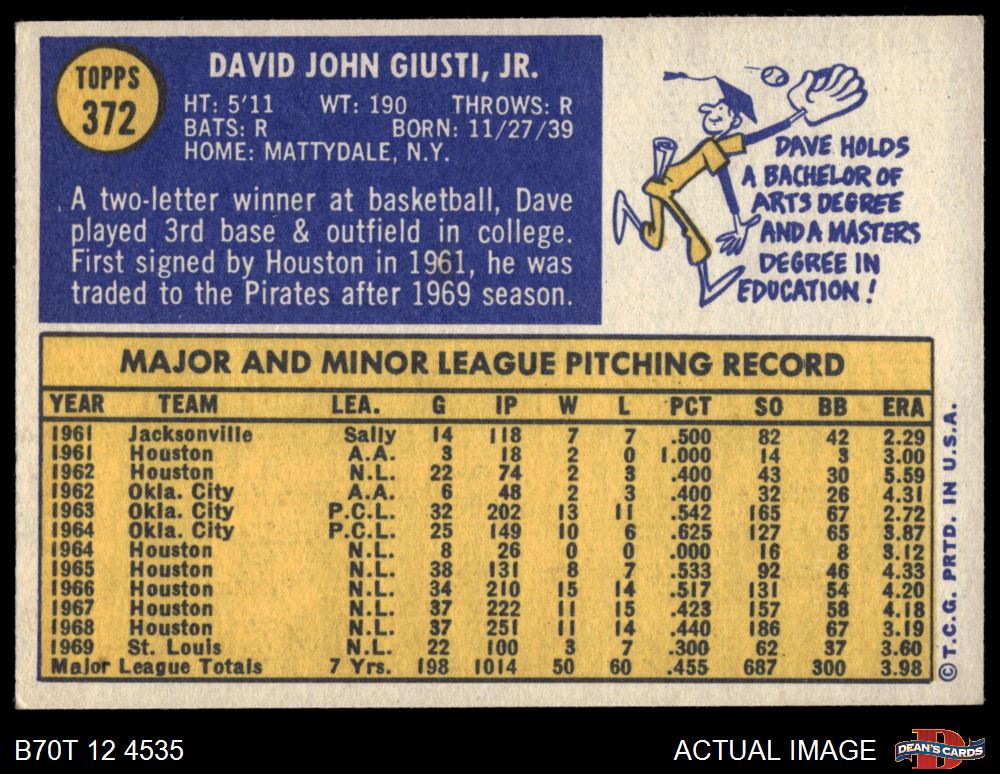 TOPPS
372
DAVID JOHN GIUSTI, JR.
HT: 5'11 WT: 190 THROWS: R
BATS: R BORN: 11/27/39
HOME: MATTYDALE, N.Y.
A two-letter winner at basketball, Dave
played 3rd base & outfield in college.
First signed by Houston in 1961, he was
traded to the Pirates after 1969 season.
DAVE HOLDS
A BACHELOR OF
ARTS DEGREE
AND A MASTERS
DEGREE IN
EDUCATION!
MAJOR AND MINOR LEAGUE PITCHING RECORD
YEAR TEAM LEA. G IP W L PCT SO BB ERA
1961 Jacksonville Sally 14 118 7 7 .500 82 42 2.29
1961 Houston A.A. 3 18 2 0 1.000 14 3 3.00
1962 Houston N.L. 22 74 2 3 .400 43 30 5.59
1962 Okla. City A.A. 6 48 2 3 .400 32 26 4.31
1963 Okla. City P.C.L. 32 202 13 11 .542 165 67 2.72
1964 Okla. City P.C.L. 25 149 10 6 .625 127 65 3.87
1964 Houston N.L. 8 26 0 0 .000 16 8 3.12
1965 Houston N.L. 38 131 8 7 .533 92 46 4.33
1966 Houston N.L. 34 210 15 14 .517 131 54 4.20
1967 Houston N.L. 37 222 11 15 .423 157 58 4.18
1968 Houston N.L. 37 251 11 14 .440 186 67 3.19
1969 St. Louis N.L. 22 100 3 7 .300 62 37 3.60
Major League Totals 7 Yrs. 198 1014 50 60 .455 687 300 3.98
©T.C.G. PRTD. IN U.S.A.
B70T 12 4535
ACTUAL IMAGE
DEAN'S CARDS